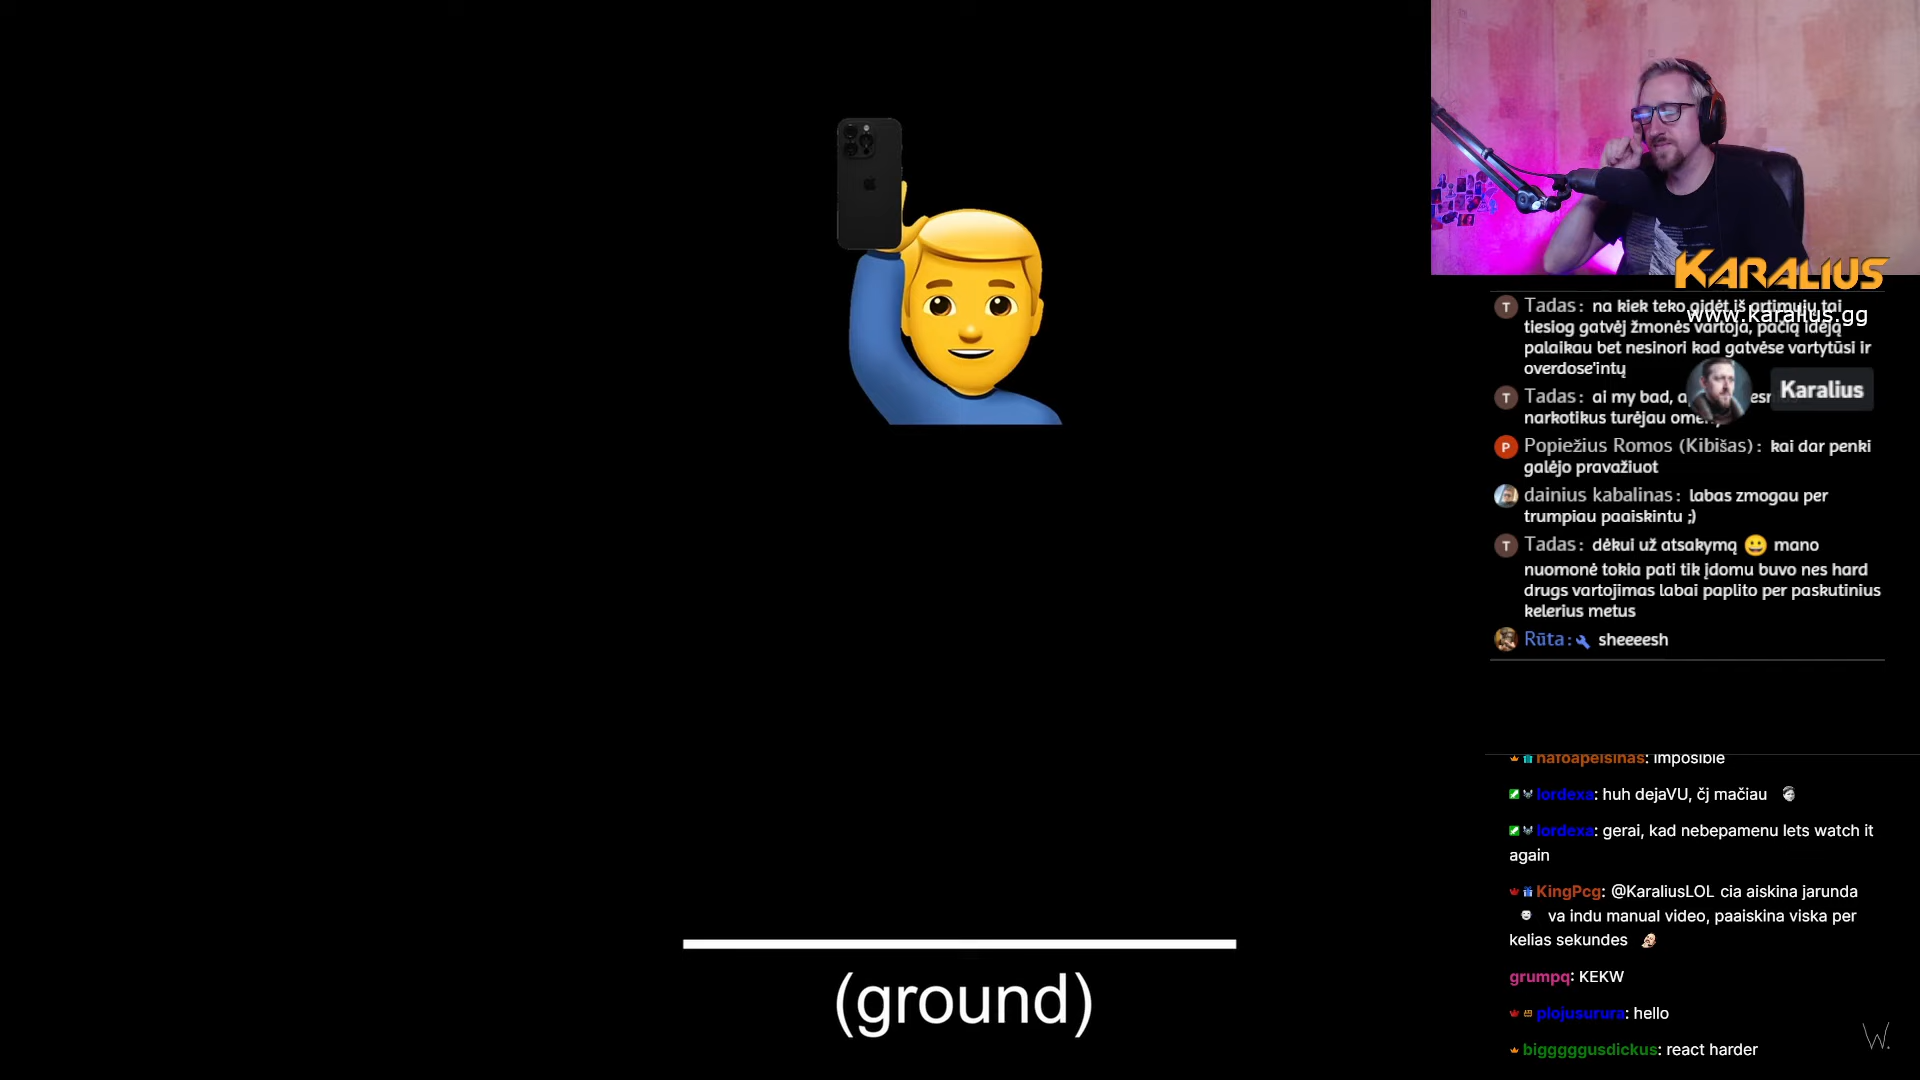 KARALIUS
www.karalius.gg
T Tadas: na kiek teko girdėt iš artimųjų tai
tiesiog gatvėj žmonės vartoja, pačią idėją
palaikau bet nesinori kad gatvėse vartytūsi ir
overdose'intų
Karalius
T Tadas: ai my bad, a
narkotikus turėjau
P Popiežius Romos (Kibišas): kai dar penki
galėjo pravažiuot
dainius kabalinas: labas zmogau per
trumpiau paaiskintu ;)
T Tadas: dėkui už atsakymą 😀 mano
nuomonė tokia pati tik įdomu buvo nes hard
drugs vartojimas labai paplito per paskutinius
kelerius metus
Rūta: sheeeesh
nafoapelsinas: imposible
lordexa: huh dejaVU, čj mačiau
lordexa: gerai, kad nebepamenu lets watch it
again
KingPcg: @KaraliusLOL cia aiskina jarunda
va indu manual video, paaiskina viska per
kelias sekundes
grumpq: KEKW
plojusurura: hello
bigggggusdickus: react harder
(ground)
W.